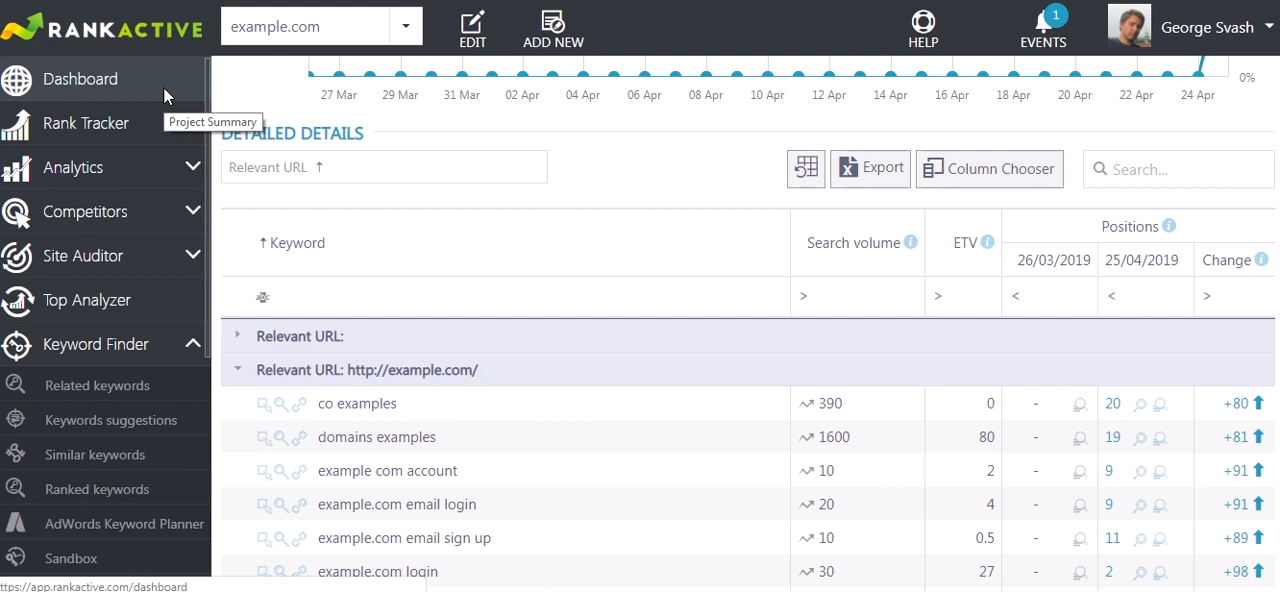 RANKACTIVE
example.com
EDIT
ADD NEW
HELP
EVENTS
1
George Svash
Dashboard
Project Summary
Rank Tracker
Analytics
Competitors
Site Auditor
Top Analyzer
Keyword Finder
Related keywords
Keywords suggestions
Similar keywords
Ranked keywords
AdWords Keyword Planner
Sandbox
ttps://app.rankactive.com/dashboard
0%
27 Mar 29 Mar 31 Mar 02 Apr 04 Apr 06 Apr 08 Apr 10 Apr 12 Apr 14 Apr 16 Apr 18 Apr 20 Apr 22 Apr 24 Apr
DETAILED DETAILS
Relevant URL ↑
Export
Column Chooser
Search...
↑ Keyword
Search volume
ETV
Positions
26/03/2019 25/04/2019 Change
> > < < >
Relevant URL:
Relevant URL: http://example.com/
co examples 390 0 - 20 +80
domains examples 1600 80 - 19 +81
example com account 10 2 - 9 +91
example.com email login 20 4 - 9 +91
example.com email sign up 10 0.5 - 11 +89
example.com login 30 27 - 2 +98